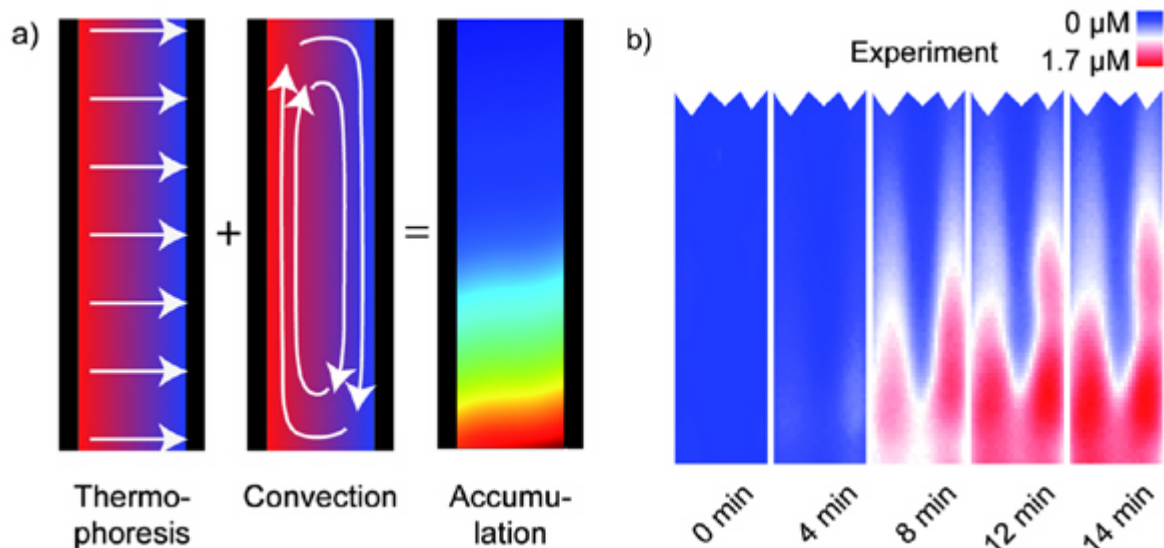 a)
+
=
Thermo-
phoresis
Convection
Accumu-
lation
b)
Experiment
0 µM
1.7 µM
0 min
4 min
8 min
12 min
14 min